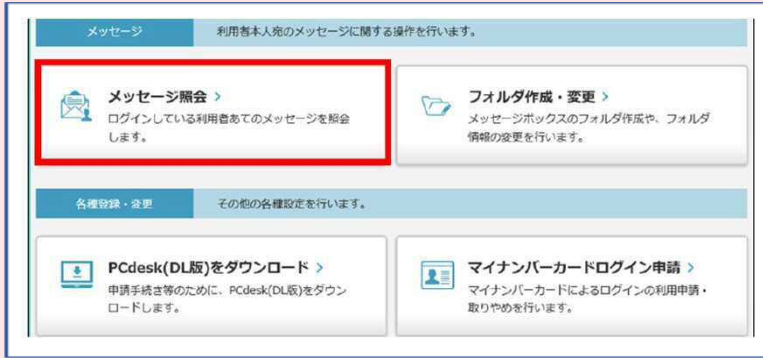 メッセージ 利用者本人宛のメッセージに関する操作を行います。
メッセージ照会 >
ログインしている利用者あてのメッセージを照会
します。
フォルダ作成・変更 >
メッセージボックスのフォルダ作成や、フォルダ
情報の変更を行います。
各種登録・変更 その他の各種設定を行います。
PCdesk(DL版)をダウンロード >
申請手続き等のために、PCdesk(DL版)をダウン
ロードします。
マイナンバーカードログイン申請 >
マイナンバーカードによるログインの利用申請・
取りやめを行います。